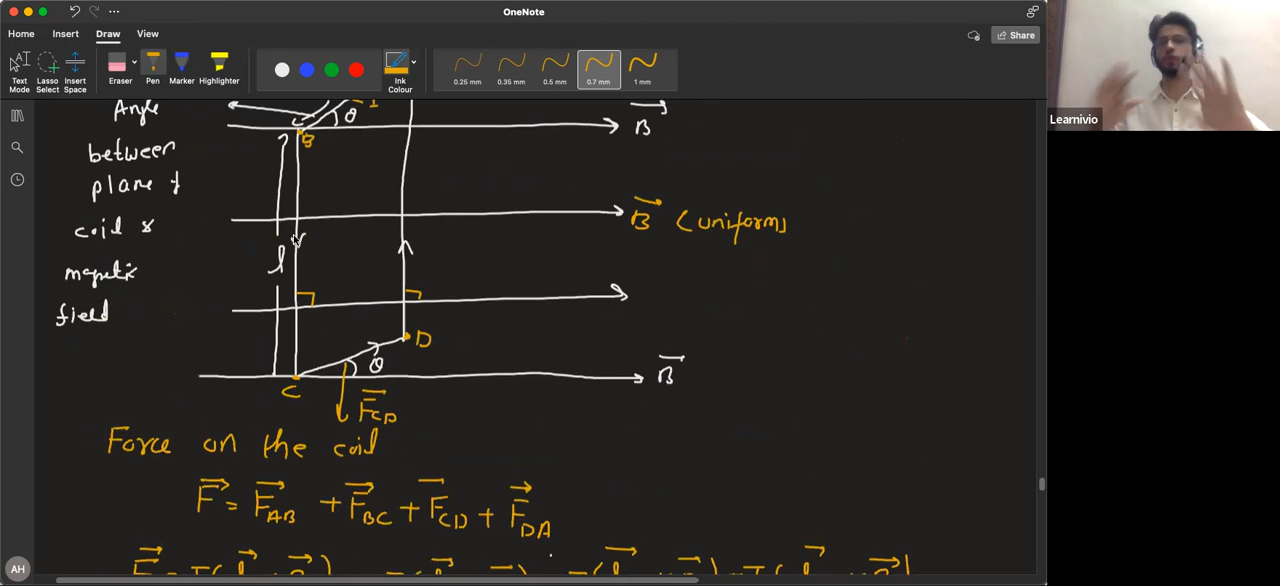 OneNote
Home Insert Draw View
Share
Text Mode
Lasso Select
Insert Space
Eraser
Pen
Marker
Highlighter
Ink Colour
0.25 mm
0.35 mm
0.5 mm
0.7 mm
1 mm
Learnivio
Angle
between
plane of
coil &
magnetic
field
θ
I
B
B
B (uniform)
l
D
θ
C
B
F_CD
Force on the coil
F = F_AB + F_BC + F_CD + F_DA
AH